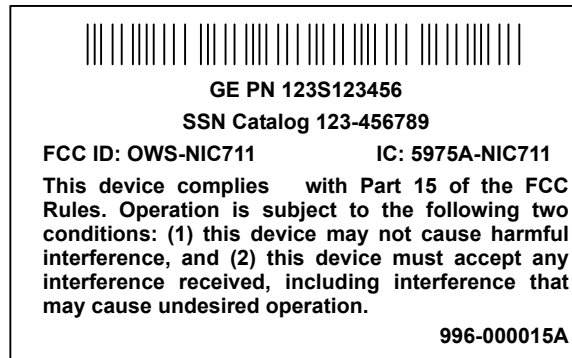 GE PN 123S123456
SSN Catalog 123-456789
FCC ID: OWS-NIC711 IC: 5975A-NIC711
This device complies with Part 15 of the FCC
Rules. Operation is subject to the following two
conditions: (1) this device may not cause harmful
interference, and (2) this device must accept any
interference received, including interference that
may cause undesired operation.
996-000015A